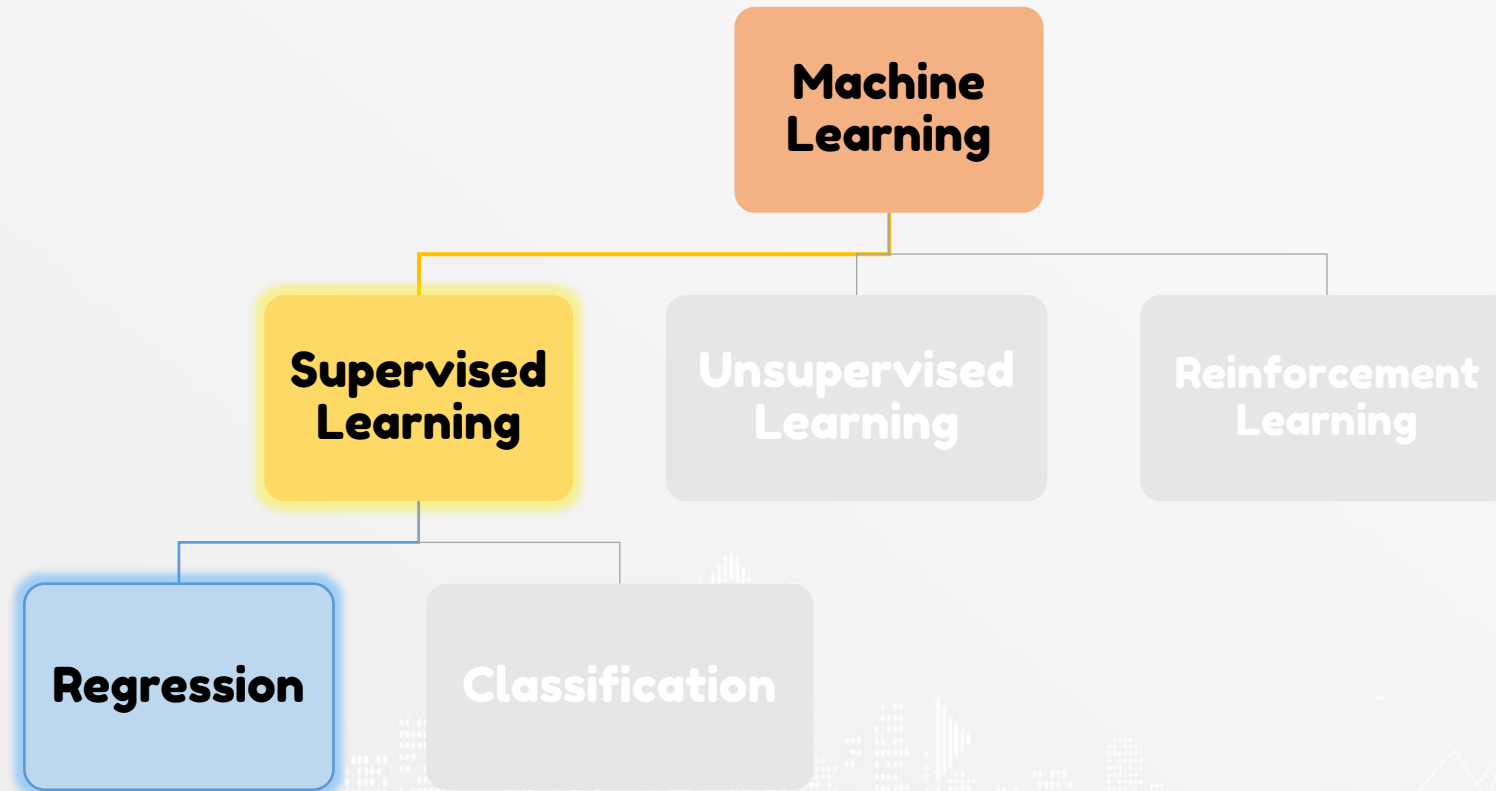 Machine
Learning
Supervised
Learning
Unsupervised
Learning
Reinforcement
Learning
Regression
Classification